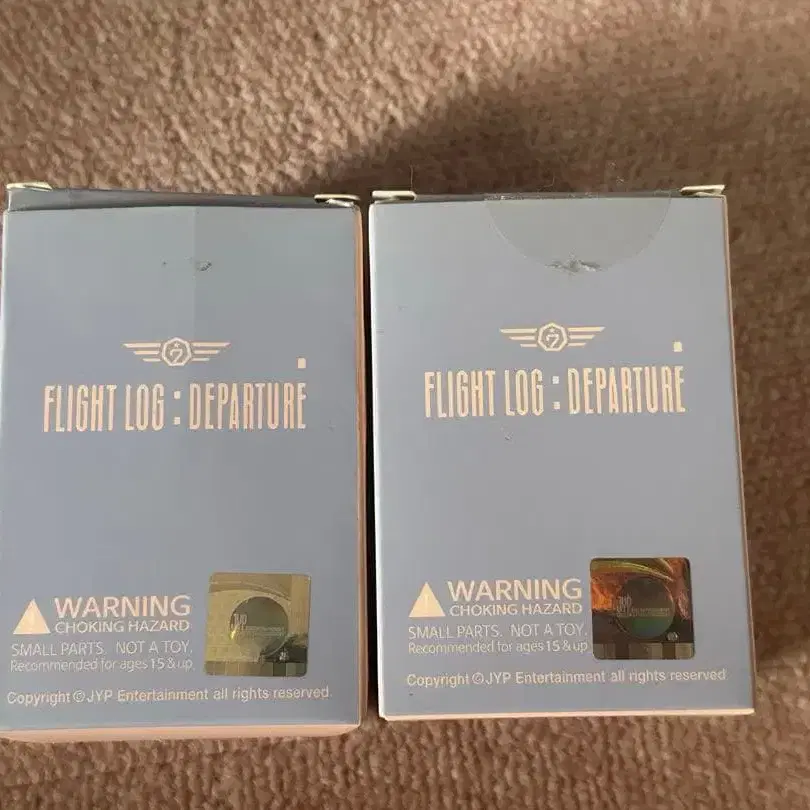 FLIGHT LOG : DEPARTURE
WARNING
CHOKING HAZARD
SMALL PARTS. NOT A TOY.
Recommended for ages 15 & up
JYP
Copyright © JYP Entertainment all rights reserved.
FLIGHT LOG : DEPARTURE
WARNING
CHOKING HAZARD
SMALL PARTS. NOT A TOY.
Recommended for ages 15 & up
JYP
Copyright © JYP Entertainment all rights reserved.